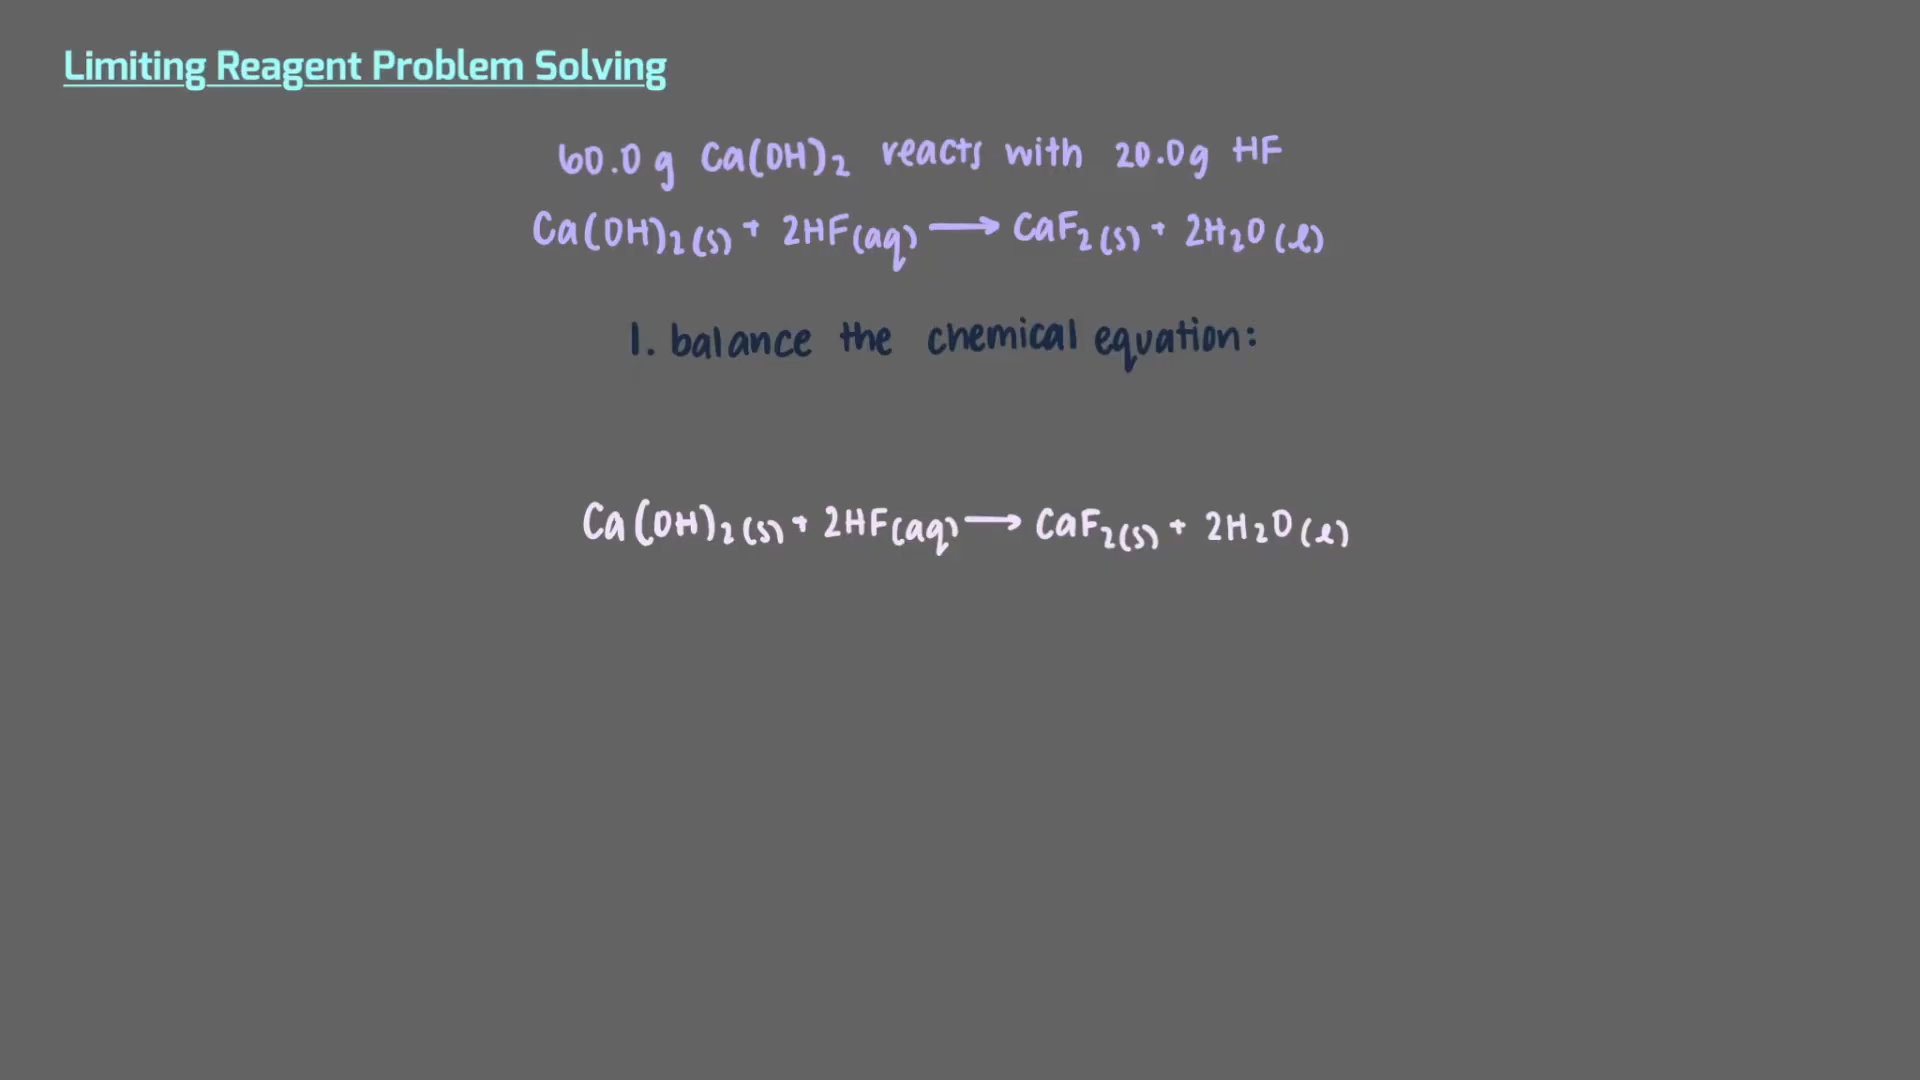 Limiting Reagent Problem Solving
60.0 g Ca(OH)₂ reacts with 20.0g HF
Ca(OH)₂(s) + 2HF(aq) ⟶ CaF₂(s) + 2H₂O(l)
1. balance the chemical equation:
Ca(OH)₂(s) + 2HF(aq) ⟶ CaF₂(s) + 2H₂O(l)